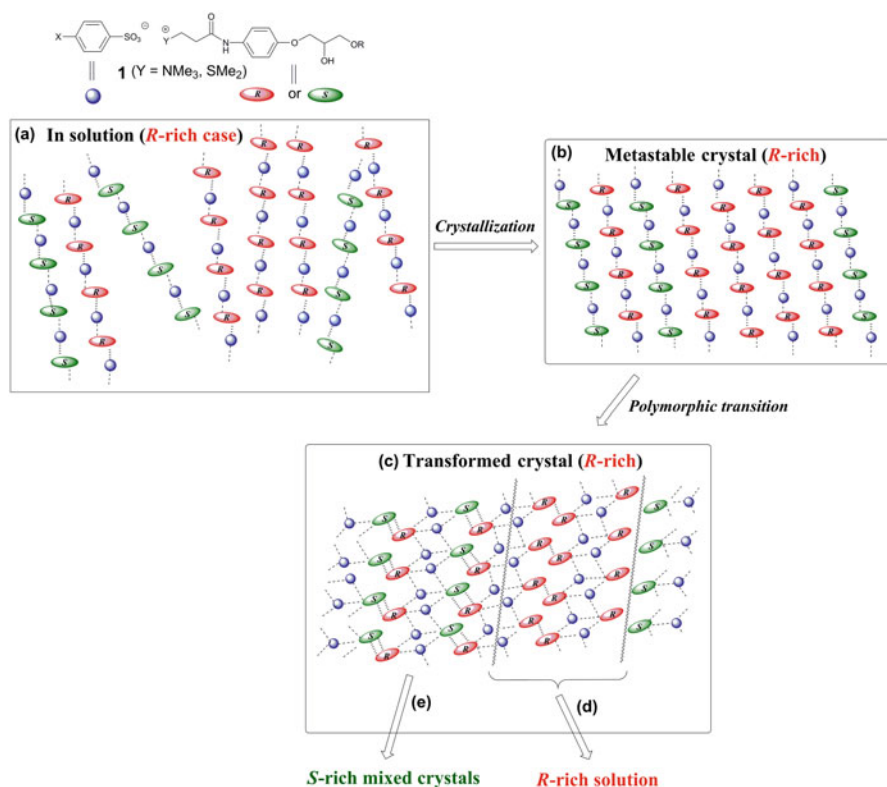 X SO₃ ⊖ ⊕ Y O N H O OH OR
1 (Y = NMe₃, SMe₂)
R or S
(a) In solution (R-rich case)
(b) Metastable crystal (R-rich)
Crystallization
Polymorphic transition
(c) Transformed crystal (R-rich)
(e)
(d)
S-rich mixed crystals
R-rich solution